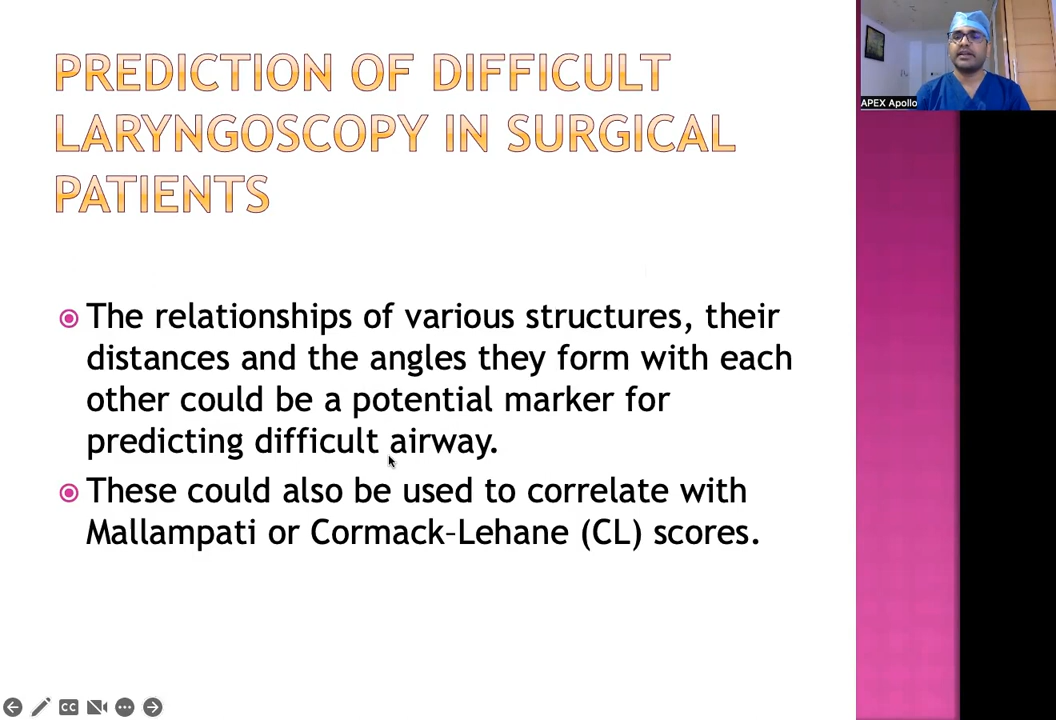 PREDICTION OF DIFFICULT
LARYNGOSCOPY IN SURGICAL
PATIENTS
The relationships of various structures, their
distances and the angles they form with each
other could be a potential marker for
predicting difficult airway.
These could also be used to correlate with
Mallampati or Cormack-Lehane (CL) scores.
APEX Apollo
CC